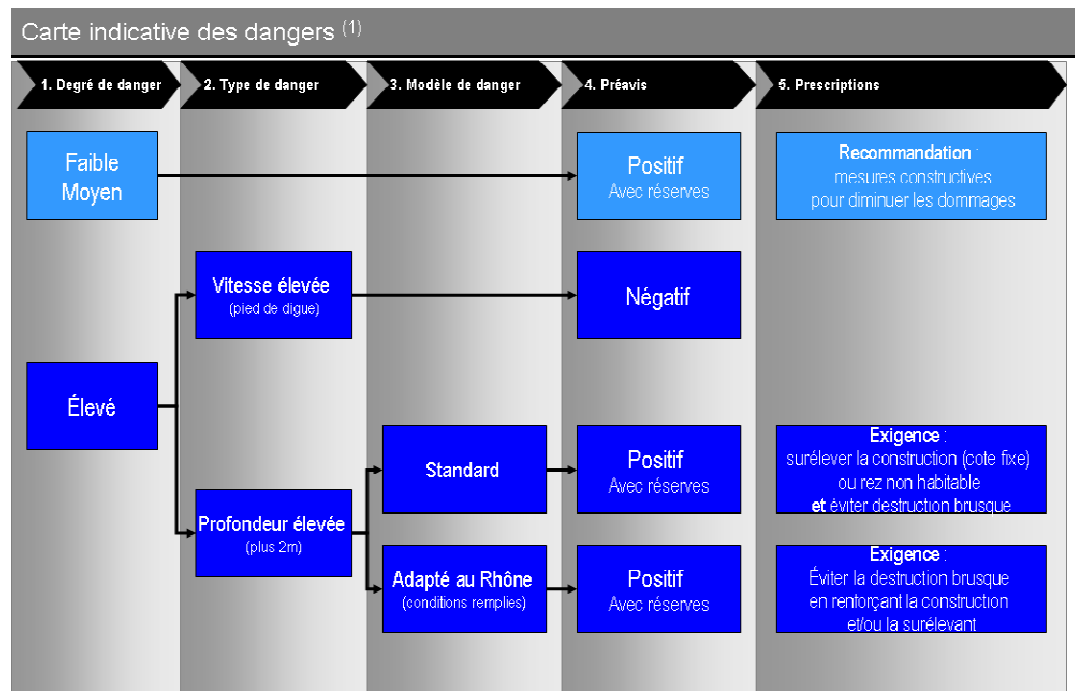 Carte indicative des dangers (1)
1. Degré de danger
2. Type de danger
3. Modèle de danger
4. Préavis
5. Prescriptions
Faible
Moyen
Positif
Avec réserves
Recommandation :
mesures constructives
pour diminuer les dommages
Vitesse élevée
(pied de digue)
Négatif
Élevé
Profondeur élevée
(plus 2m)
Standard
Positif
Avec réserves
Exigence :
surélever la construction (cote fixe)
ou rez non habitable
et éviter destruction brusque
Adapté au Rhône
(conditions remplies)
Positif
Avec réserves
Exigence :
Éviter la destruction brusque
en renforçant la construction
et/ou la surélevant